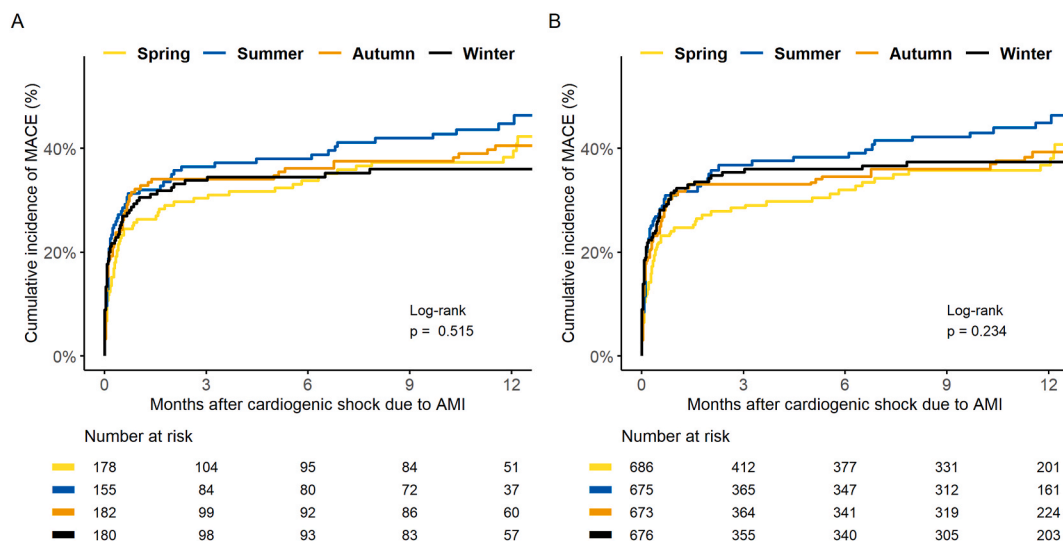 A
Spring Summer Autumn Winter
Cumulative incidence of MACE (%)
40%
20%
0%
Log-rank
p = 0.515
0 3 6 9 12
Months after cardiogenic shock due to AMI
Number at risk
178 104 95 84 51
155 84 80 72 37
182 99 92 86 60
180 98 93 83 57
B
Spring Summer Autumn Winter
Cumulative incidence of MACE (%)
40%
20%
0%
Log-rank
p = 0.234
0 3 6 9 12
Months after cardiogenic shock due to AMI
Number at risk
686 412 377 331 201
675 365 347 312 161
673 364 341 319 224
676 355 340 305 203